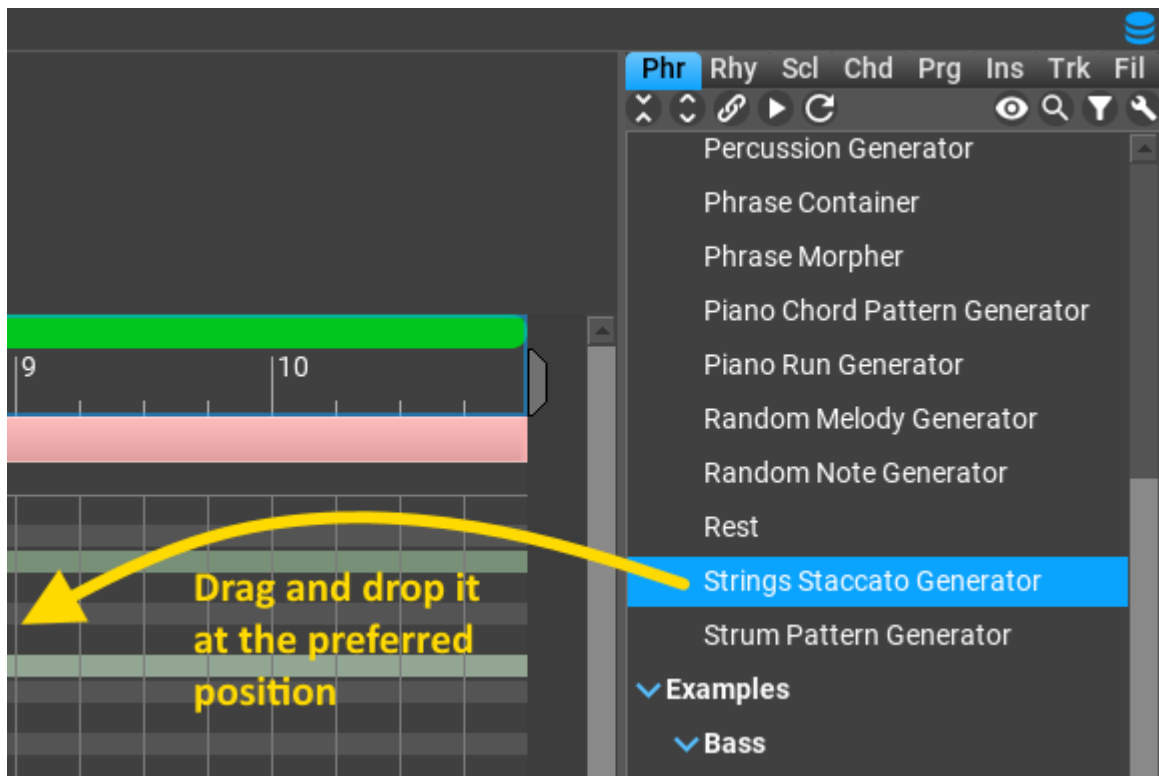 Phr Rhy Scl Chd Prg Ins Trk Fil
Percussion Generator
Phrase Container
Phrase Morpher
Piano Chord Pattern Generator
9 10
Piano Run Generator
Random Melody Generator
Random Note Generator
Rest
Strings Staccato Generator
Drag and drop it
at the preferred
position
Strum Pattern Generator
Examples
Bass